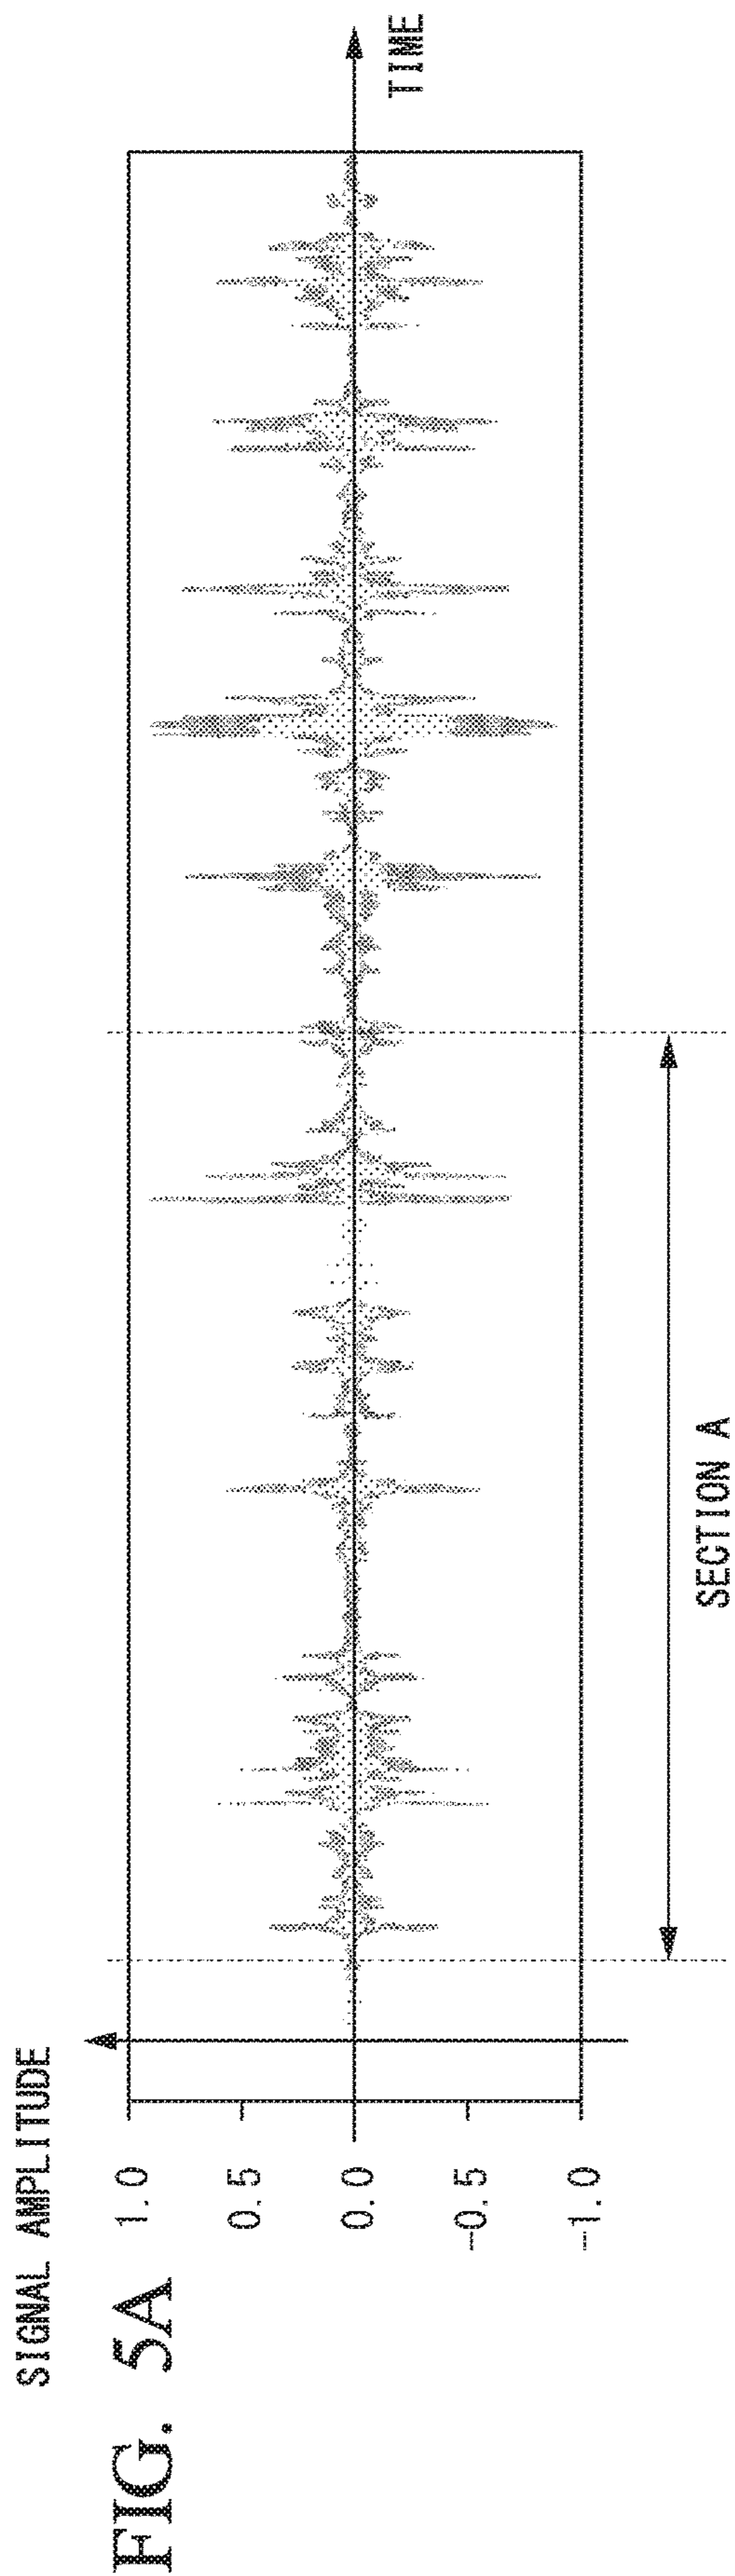 FIG. 5A
SIGNAL AMPLITUDE
1.0
0.5
0.0
-0.5
-1.0
TIME
SECTION A